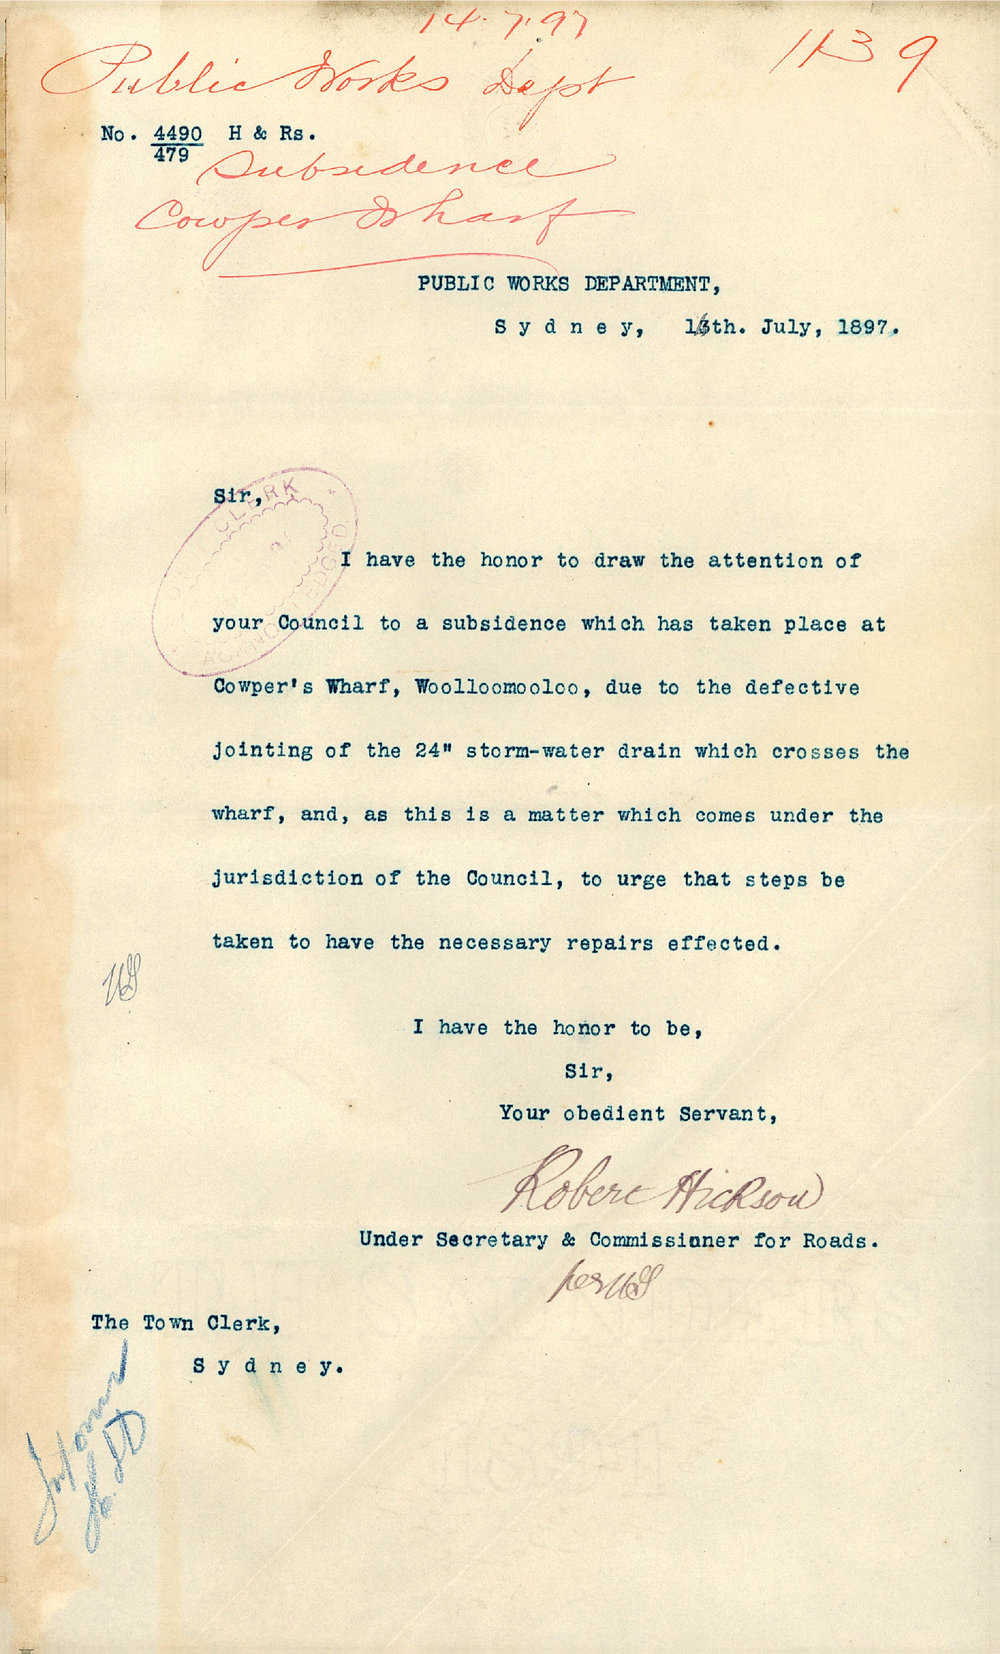 14.7.97
1139
Public Works Dept
No. 4490/479 H & Rs.
Subsidence
Cowper Wharf
PUBLIC WORKS DEPARTMENT,
Sydney, 13th. July, 1897.
Sir,
CLERK
ACKNOWLEDGED
I have the honor to draw the attention of
your Council to a subsidence which has taken place at
Cowper's Wharf, Woolloomooloo, due to the defective
jointing of the 24" storm-water drain which crosses the
wharf, and, as this is a matter which comes under the
jurisdiction of the Council, to urge that steps be
taken to have the necessary repairs effected.
I have the honor to be,
Sir,
Your obedient Servant,
Robert Hickson
Under Secretary & Commissioner for Roads.
per
The Town Clerk,
Sydney.